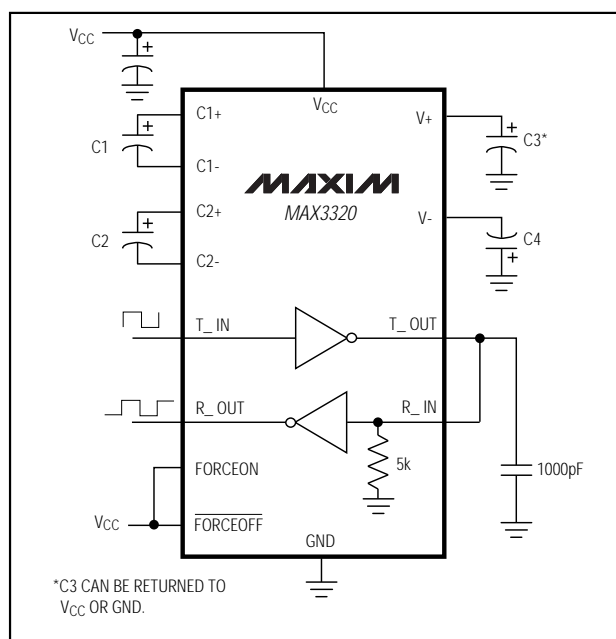 VCC
VCC
C1+
C1
C1-
C2+
C2
C2-
V+
C3*
V-
C4
MAXIM
MAX3320
T_ IN
T_ OUT
R_ OUT
R_ IN
5k
1000pF
FORCEON
VCC
FORCEOFF
GND
*C3 CAN BE RETURNED TO
VCC OR GND.